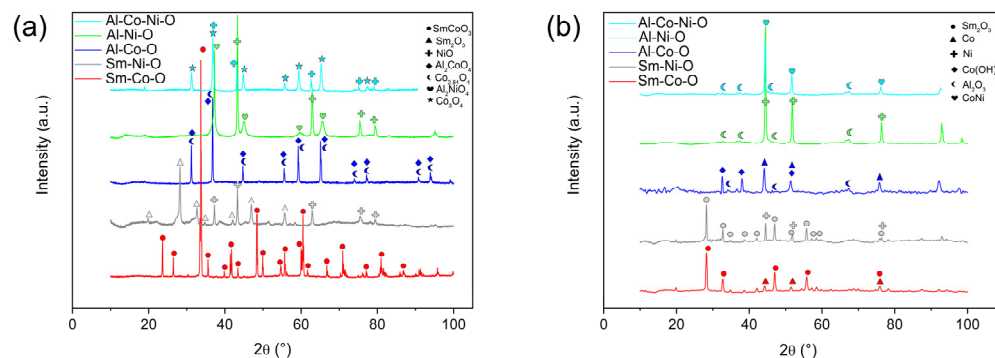 (a)
Al-Co-Ni-O
Al-Ni-O
Al-Co-O
Sm-Ni-O
Sm-Co-O
SmCoO₃
Sm₂O₃
NiO
Al₂CoO₄
Co₂.₉₄O₄
Al₂NiO₄
Co₃O₄
Intensity (a.u.)
0 20 40 60 80 100
2θ (°)
(b)
Al-Co-Ni-O
Al-Ni-O
Al-Co-O
Sm-Ni-O
Sm-Co-O
Sm₂O₃
Co
Ni
Co(OH)
Al₂O₃
CoNi
Intensity (a.u.)
0 20 40 60 80 100
2θ (°)